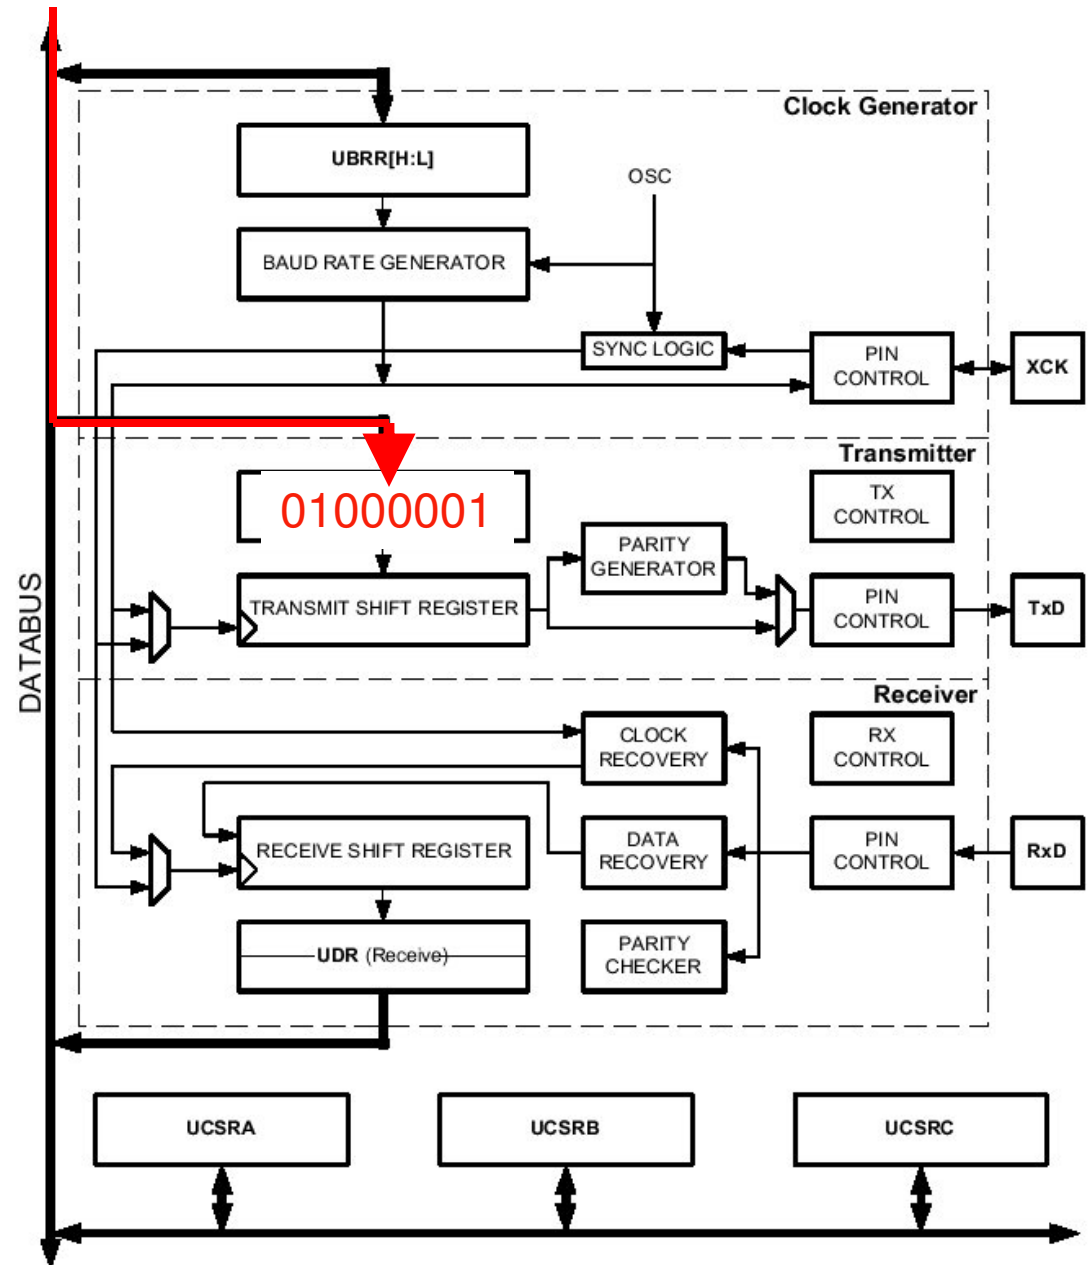 Clock Generator
UBRR[H:L]
OSC
BAUD RATE GENERATOR
SYNC LOGIC
PIN
CONTROL
XCK
Transmitter
01000001
TX
CONTROL
PARITY
GENERATOR
TRANSMIT SHIFT REGISTER
PIN
CONTROL
TxD
DATABUS
Receiver
CLOCK
RECOVERY
RX
CONTROL
RECEIVE SHIFT REGISTER
DATA
RECOVERY
PIN
CONTROL
RxD
UDR (Receive)
PARITY
CHECKER
UCSRA
UCSRB
UCSRC